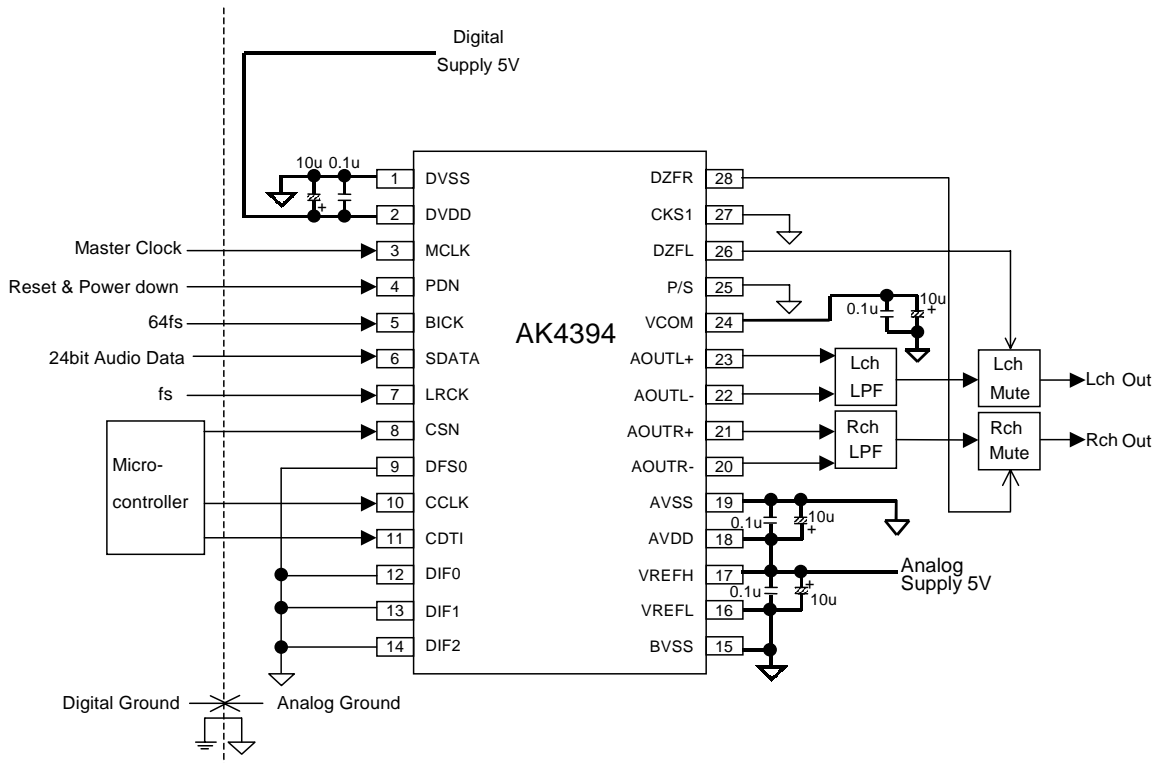 Digital
Supply 5V
10u 0.1u
+
1 DVSS
2 DVDD
Master Clock 3 MCLK
Reset & Power down 4 PDN
64fs 5 BICK
24bit Audio Data 6 SDATA
fs 7 LRCK
8 CSN
9 DFS0
10 CCLK
11 CDTI
12 DIF0
13 DIF1
14 DIF2
Micro-
controller
AK4394
DZFR 28
CKS1 27
DZFL 26
P/S 25
VCOM 24
AOUTL+ 23
AOUTL- 22
AOUTR+ 21
AOUTR- 20
AVSS 19
AVDD 18
VREFH 17
VREFL 16
BVSS 15
0.1u 10u
+
Lch
LPF
Rch
LPF
Lch
Mute
Rch
Mute
Lch Out
Rch Out
0.1u 10u
+
Analog
Supply 5V
0.1u + 10u
Digital Ground Analog Ground